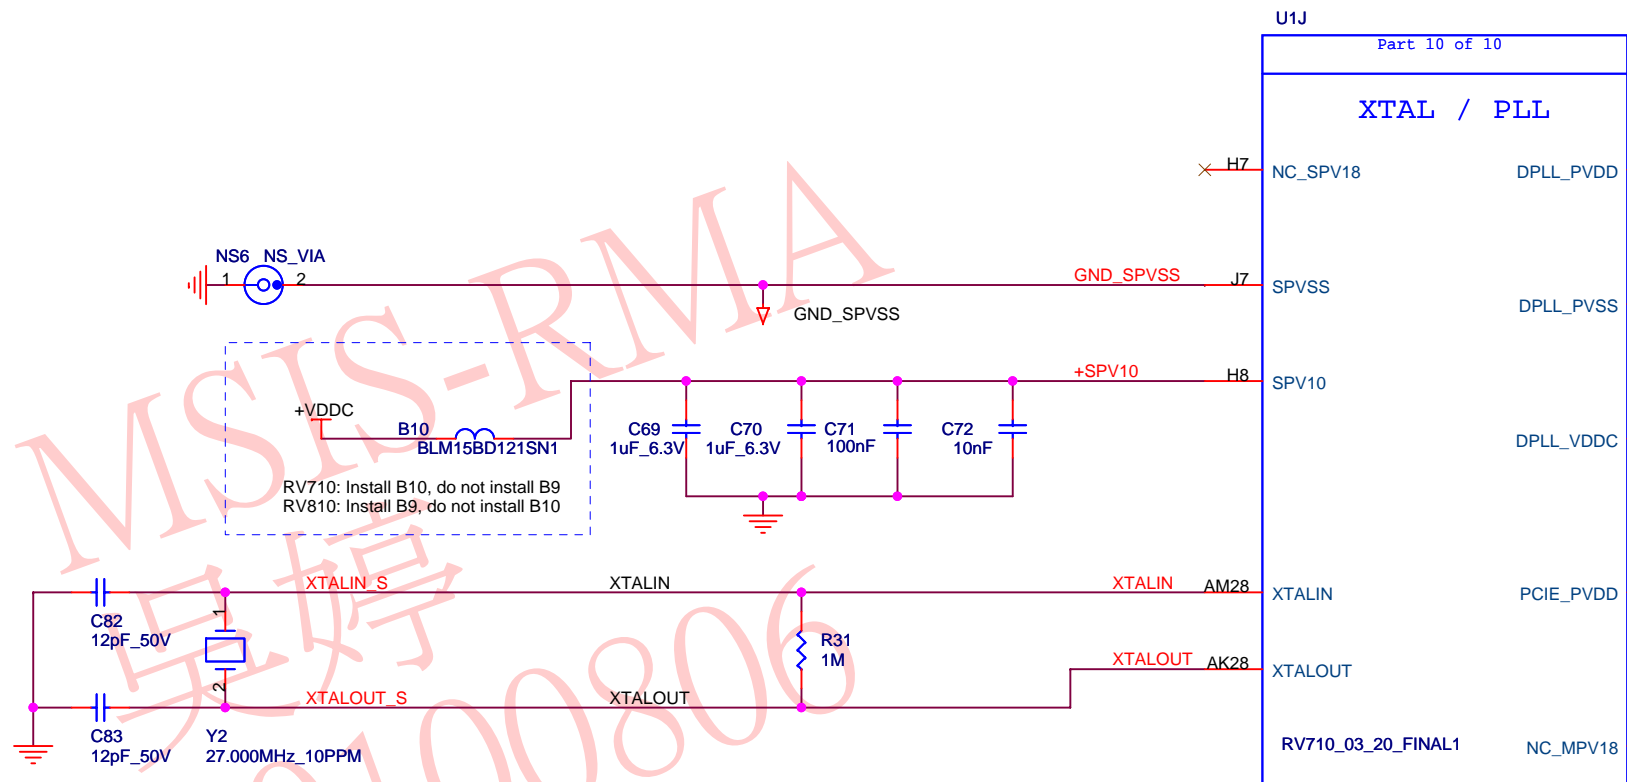 U1J
Part 10 of 10
XTAL / PLL
H7
NC_SPV18
DPLL_PVDD
NS6 NS_VIA
1
2
GND_SPVSS
J7
SPVSS
GND_SPVSS
DPLL_PVSS
+SPV10
H8
SPV10
+VDDC
B10
BLM15BD121SN1
C69
1uF_6.3V
C70
1uF_6.3V
C71
100nF
C72
10nF
DPLL_VDDC
RV710: Install B10, do not install B9
RV810: Install B9, do not install B10
XTALIN_S
XTALIN
XTALIN
AM28
XTALIN
PCIE_PVDD
C82
12pF_50V
1
R31
1M
XTALOUT
AK28
XTALOUT
2
XTALOUT_S
XTALOUT
C83
12pF_50V
Y2
27.000MHz_10PPM
RV710_03_20_FINAL1
NC_MPV18
MSIS-RMA